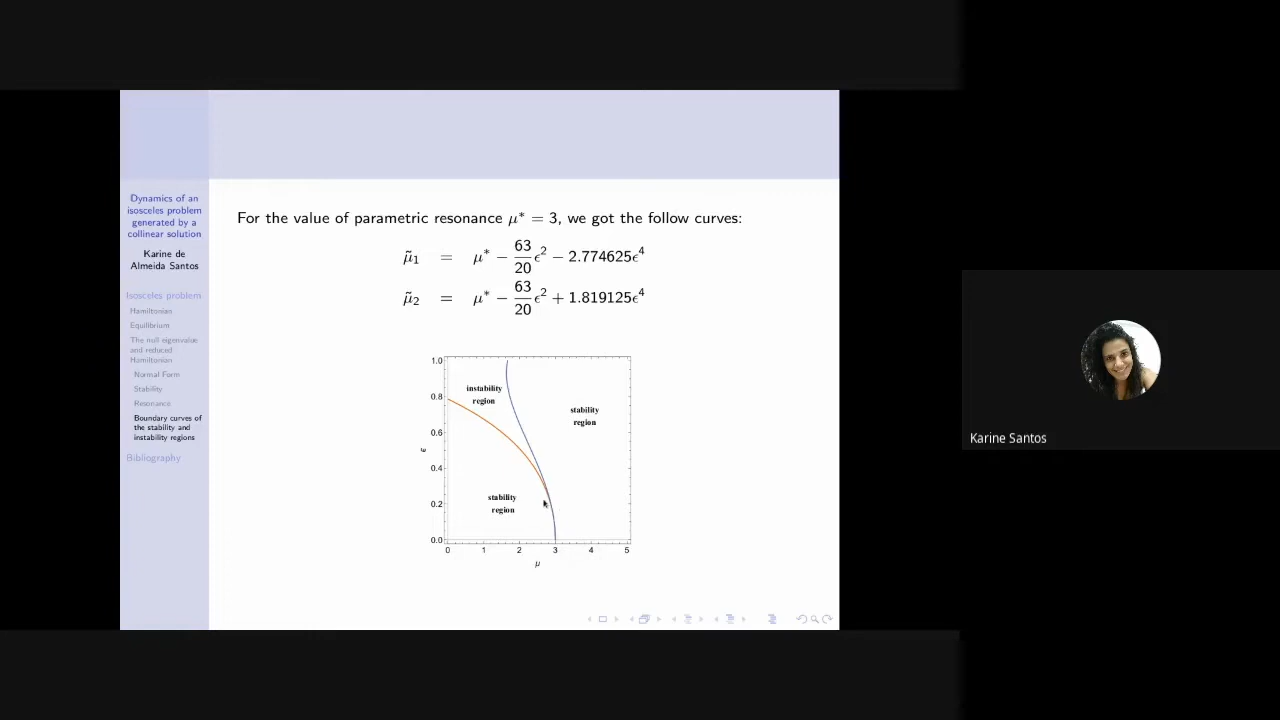 Dynamics of an
isosceles problem
generated by a
collinear solution
Karine de
Almeida Santos
Isosceles problem
Hamiltonian
Equilibrium
The null eigenvalue
and reduced
Hamiltonian
Normal Form
Stability
Resonance
Boundary curves of
the stability and
instability regions
Bibliography
For the value of parametric resonance μ* = 3, we got the follow curves:
μ̃₁ = μ* − 63/20 ϵ² − 2.774625ϵ⁴
μ̃₂ = μ* − 63/20 ϵ² + 1.819125ϵ⁴
1.0
0.8
0.6
0.4
0.2
0.0
ϵ
instability
region
stability
region
stability
region
0 1 2 3 4 5
μ
Karine Santos